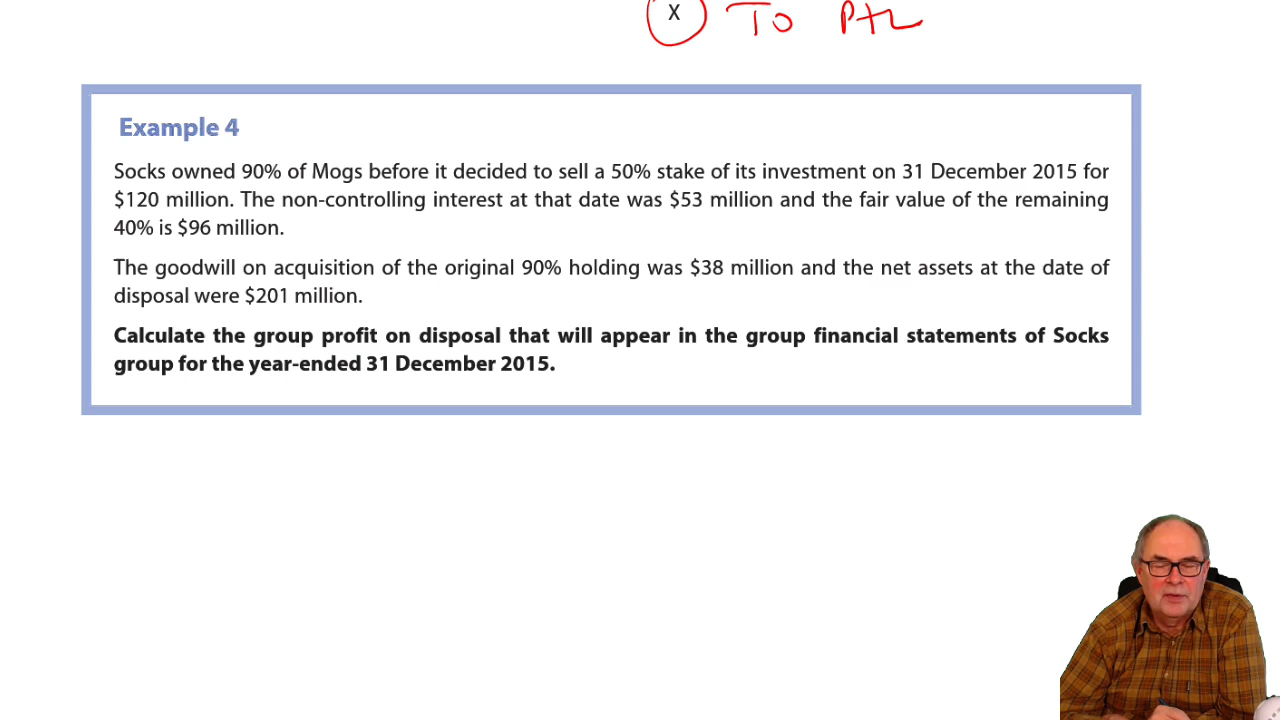 X To P+L
Example 4
Socks owned 90% of Mogs before it decided to sell a 50% stake of its investment on 31 December 2015 for
$120 million. The non-controlling interest at that date was $53 million and the fair value of the remaining
40% is $96 million.
The goodwill on acquisition of the original 90% holding was $38 million and the net assets at the date of
disposal were $201 million.
Calculate the group profit on disposal that will appear in the group financial statements of Socks
group for the year-ended 31 December 2015.